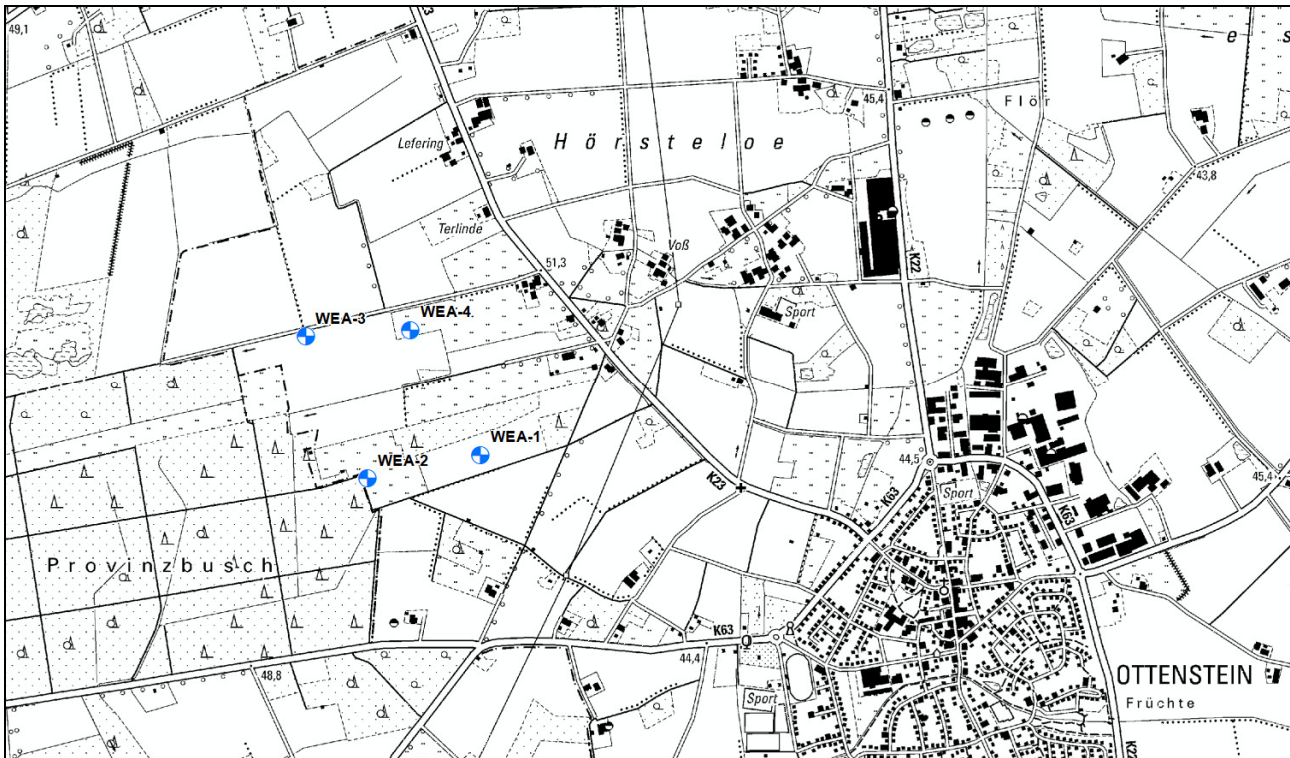 49,1
e s
45,4
Flör
Hörsteloe
Lefering
43,8
Terlinde
Voß
51,3
K22
WEA-3
WEA-4
Sport
WEA-1
44,5
WEA-2
K23
K63
Sport
45,4
K63
Provinzbusch
K63
44,4
48,8
OTTENSTEIN
Sport
Früchte
K22